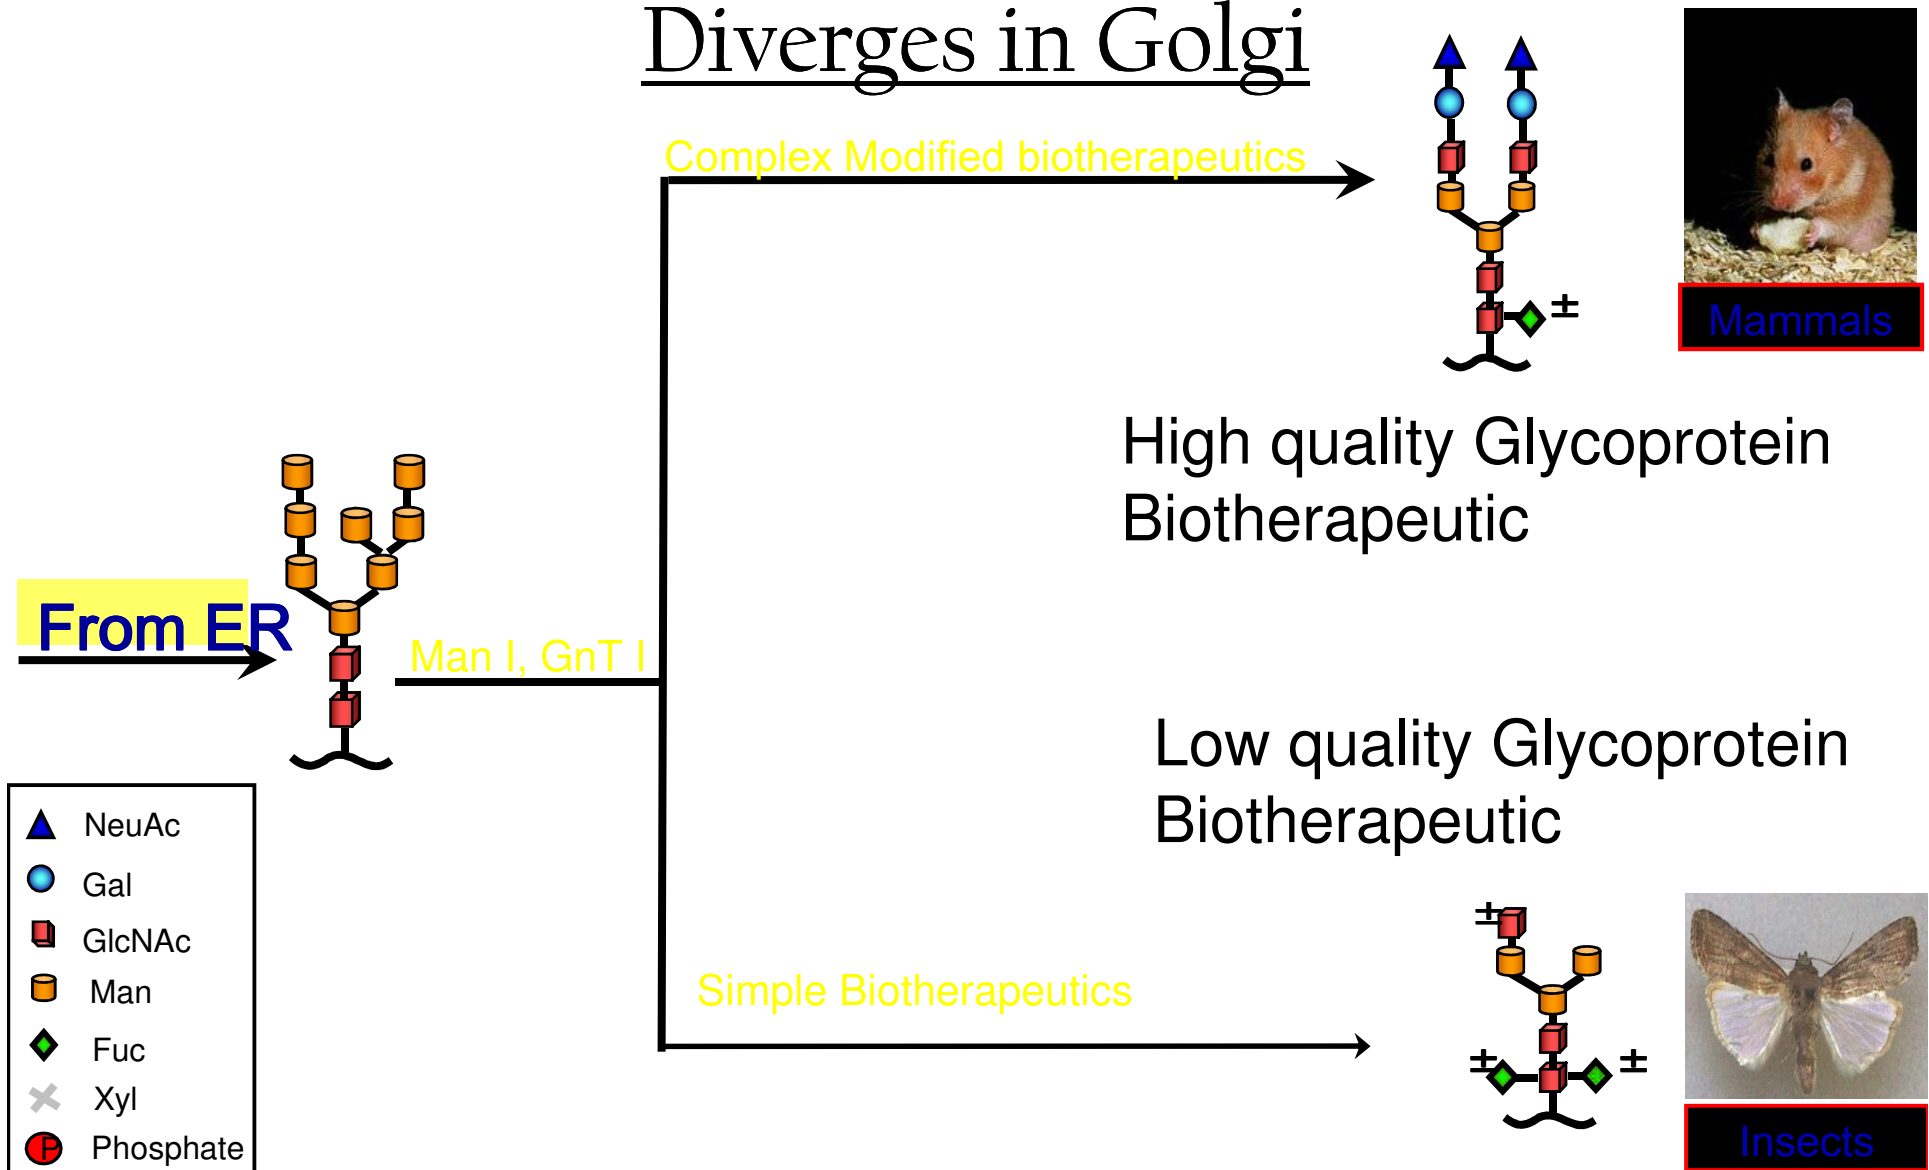 Diverges in Golgi
Complex Modified biotherapeutics
±
Mammals
High quality Glycoprotein
Biotherapeutic
From ER
Man I, GnT I
Low quality Glycoprotein
Biotherapeutic
NeuAc
Gal
GlcNAc
Man
Fuc
Xyl
P Phosphate
Simple Biotherapeutics
±
± ±
Insects